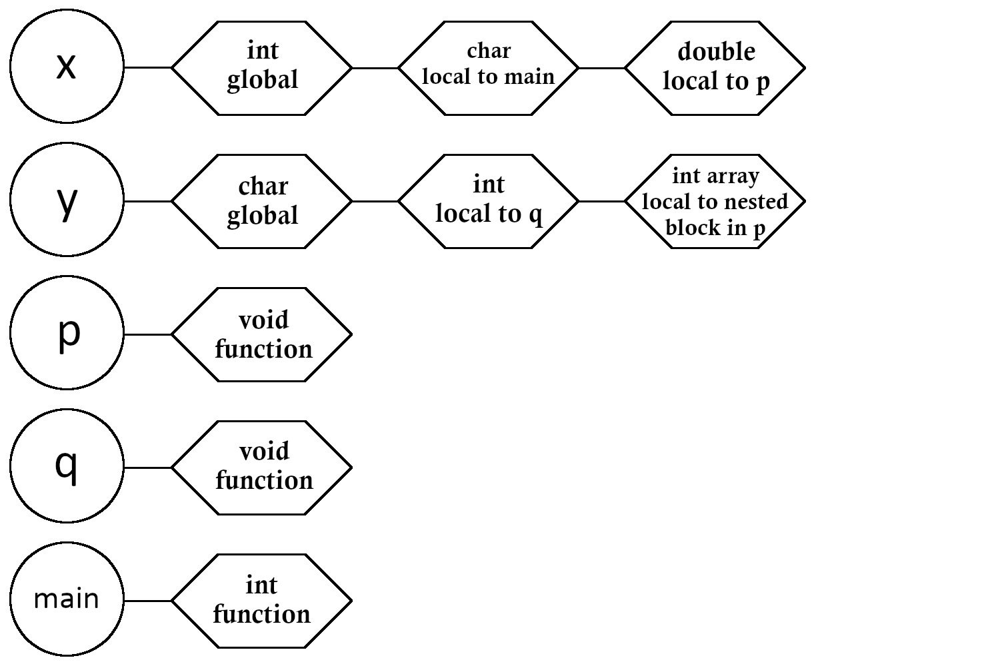 x
int
global
char
local to main
double
local to p
y
char
global
int
local to q
int array
local to nested
block in p
p
void
function
q
void
function
main
int
function